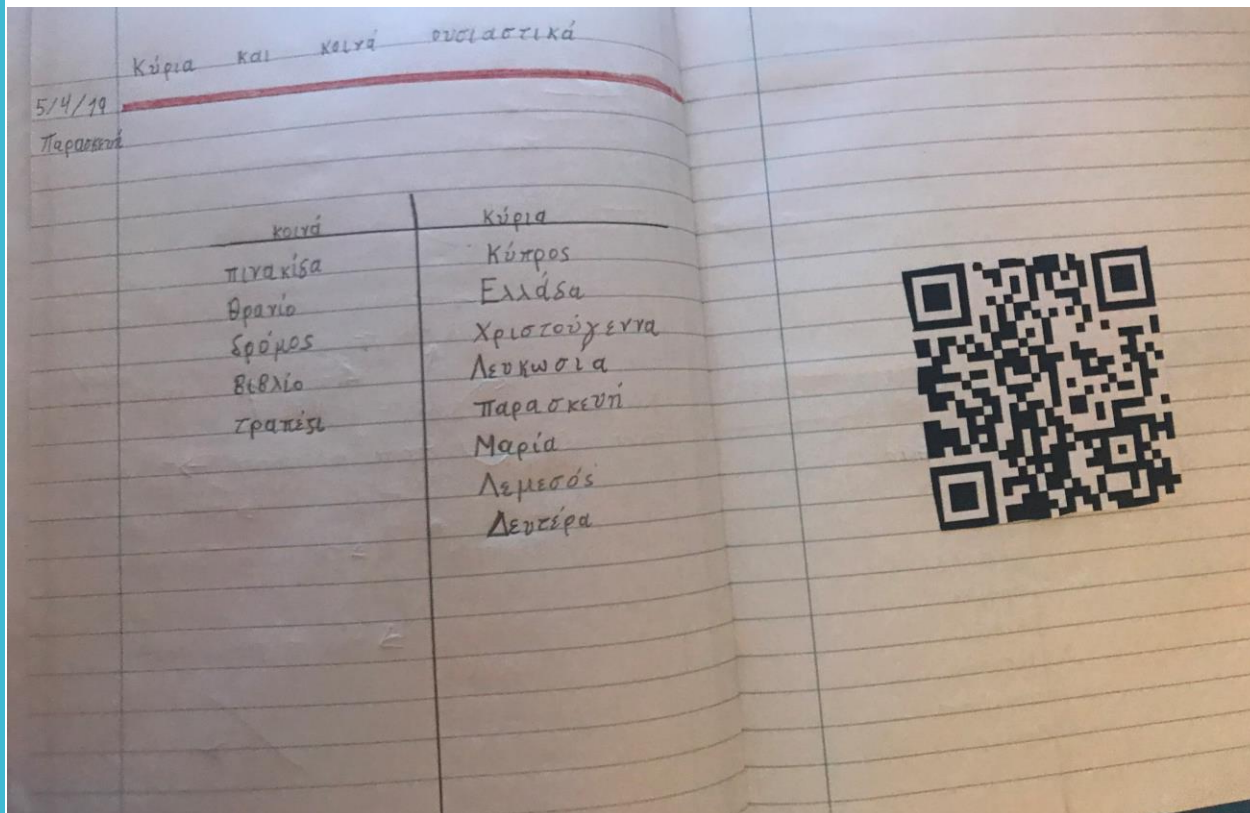 Κύρια και κοινά ουσιαστικά
5/4/19
Παρασκευή
κοινά Κύρια
πινακίδα Κύπρος
θρανίο Ελλάδα
δρόμος Χριστούγεννα
βιβλίο Λευκωσια
τραπέζι Παρασκευή
Μαρία
Λεμεσός
Δευτέρα